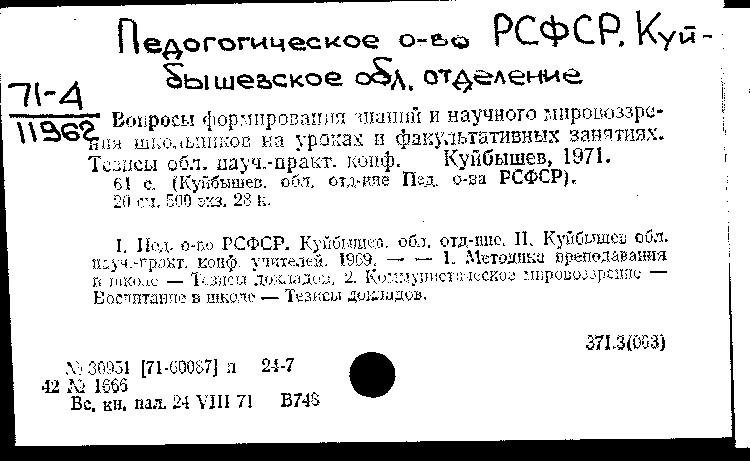 Педогогическое о-во РСФСР. Куй-
бышевское обл. отделение
71-4
11962
Вопросы формирования знаний и научного мировоззре-
ния школьников на уроках и факультативных занятиях.
Тезисы обл. науч.-практ. конф. Куйбышев, 1971.
61 с. (Куйбышев. обл. отд-ние Пед. о-ва РСФСР).
20 см. 500 экз. 28 к.
I. Пед. о-во РСФСР. Куйбышев. обл. отд-ние. II. Куйбышев обл.
науч.-практ. конф. учителей. 1969. — — 1. Методика преподавания
в школе — Тезисы докладов. 2. Коммунистическое мировоззрение —
Воспитание в школе — Тезисы докладов.
371.3(063)
№ 30951 [71-60087] п 24-7
42 № 1666
Вс. кн. пал. 24 VIII 71 В748